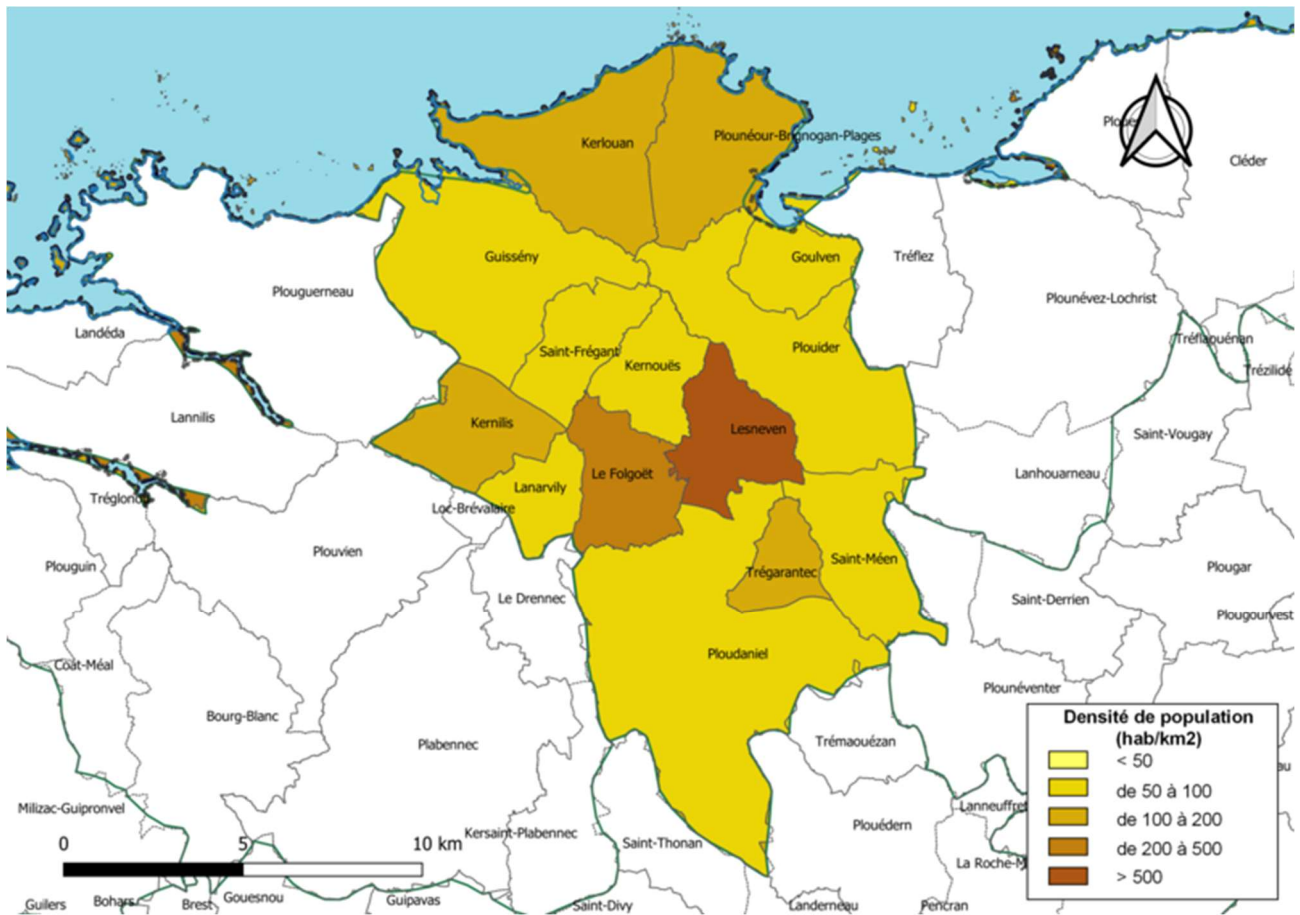 Kerlouan
Plounéour-Brignogan-Plages
Cléder
Guissény
Goulven
Tréflez
Plouguerneau
Plounévez-Lochrist
Landéda
Tréflaouénan
Saint-Frégant
Kernouës
Plouider
Trézilidé
Lannilis
Kernilis
Lesneven
Saint-Vougay
Le Folgoët
Lanhouarneau
Lanarvily
Loc-Brévalaire
Plouvien
Plouguin
Trégarantec
Saint-Méen
Plougar
Le Drennec
Saint-Derrien
Plougourvest
Coat-Méal
Ploudaniel
Plounéventer
Bourg-Blanc
Plabennec
Trémaouézan
Densité de population
(hab/km2)
< 50
de 50 à 100
de 100 à 200
de 200 à 500
> 500
Milizac-Guipronvel
Kersaint-Plabennec
Saint-Thonan
Plouédern
Lanneuffret
La Roche-M
0 5 10 km
Guilers
Bohars
Brest
Gouesnou
Guipavas
Saint-Divy
Landerneau
Pencran